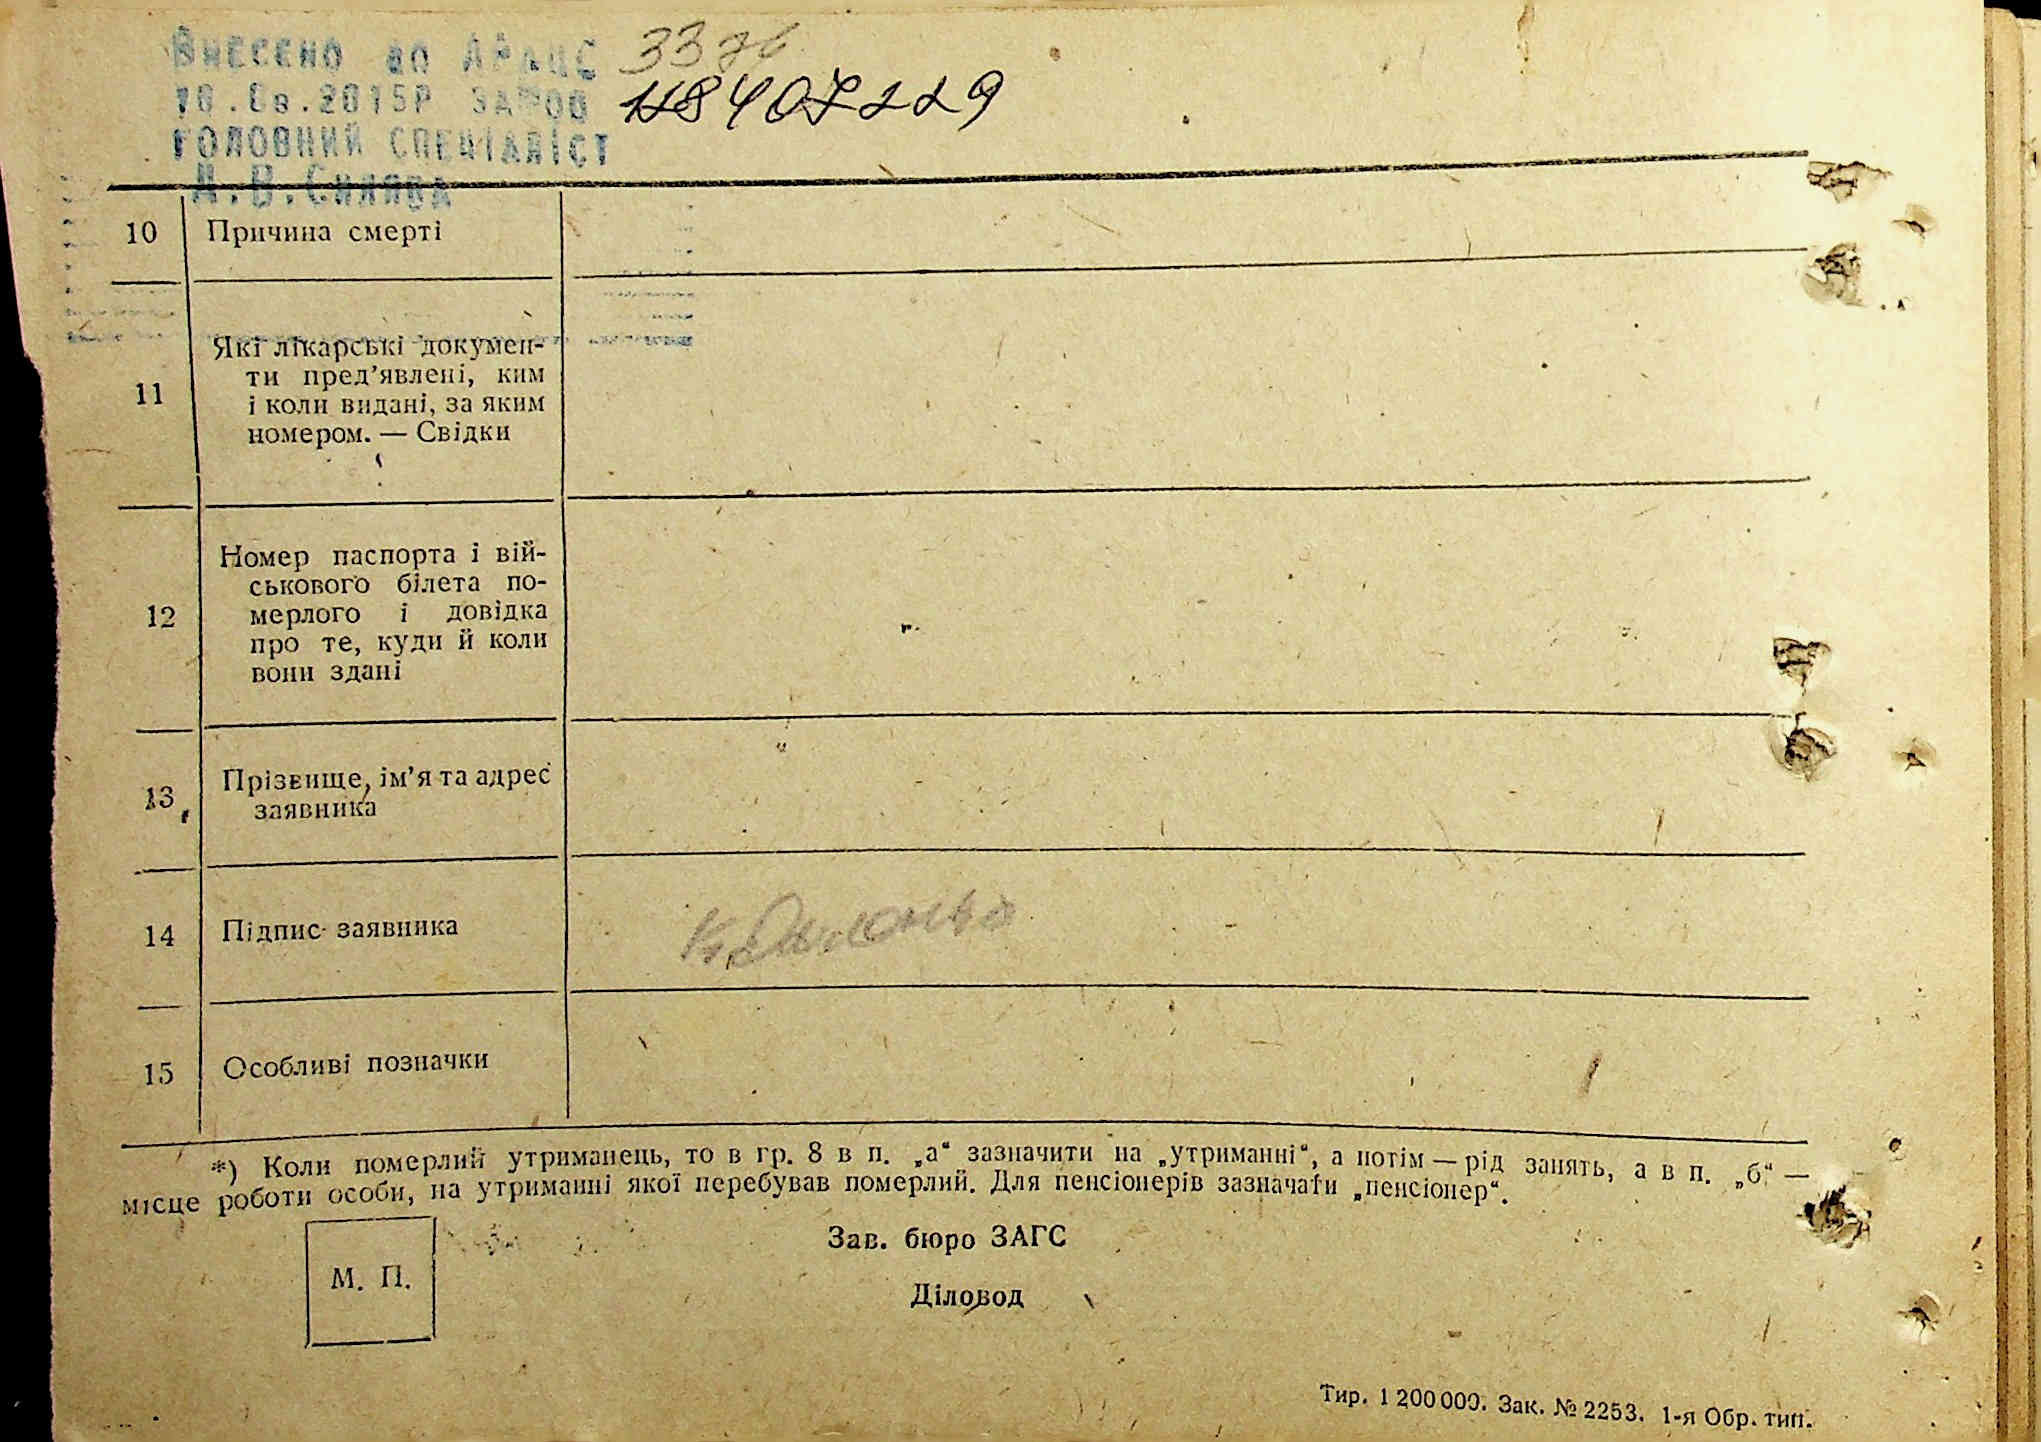 Внесено до ДРАЦС
10.08.2015р за №00118407229
головний спеціаліст
10 Причина смерті
11 Які лікарські докумен-
ти пред’явлені, ким
і коли видані, за яким
номером. — Свідки
12 Номер паспорта і вій-
ськового білета по-
мерлого і довідка
про те, куди й коли
вони здані
13 Прізвище, ім’я та адрес
заявника
14 Підпис заявника
15 Особливі позначки
*) Коли померлий утриманець, то в гр. 8 в п. „а“ зазначити на „утриманні“, а потім — рід занять, а в п. „б“ —
місце роботи особи, на утриманні якої перебував померлий. Для пенсіонерів зазначати „пенсіонер“.
Зав. бюро ЗАГС
М. П.
Діловод
Тир. 1 200 000. Зак. № 2253. 1-я Обр. тип.